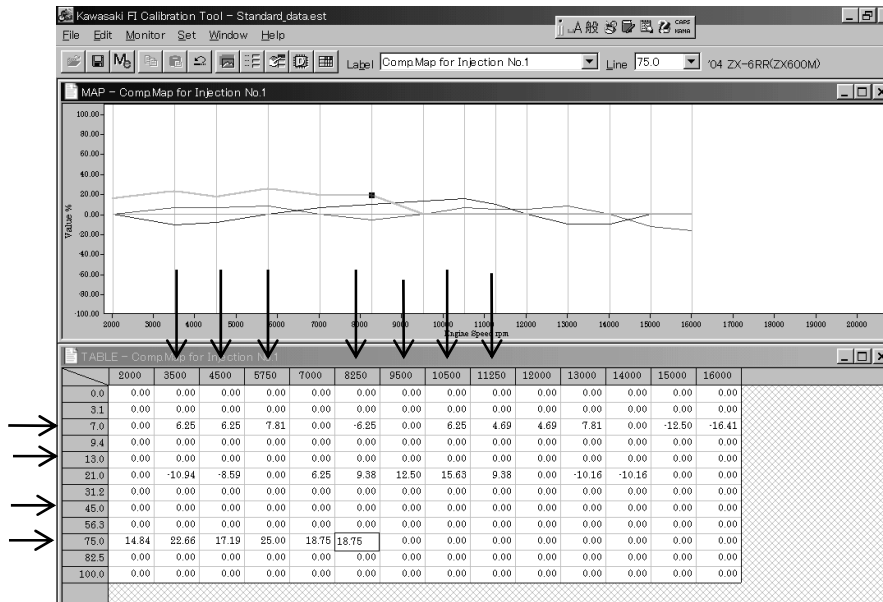 Kawasaki FI Calibration Tool - Standard_data.est
A 般 CAPS KANA
File Edit Monitor Set Window Help
Label Comp.Map for Injection No.1 Line 75.0 '04 ZX-6RR(ZX600M)
MAP - Comp.Map for Injection No.1
100.00
80.00
60.00
40.00
20.00
0.00
-20.00
-40.00
-60.00
-80.00
-100.00
Value %
2000 3000 4000 5000 6000 7000 8000 9000 10000 11000 12000 13000 14000 15000 16000 17000 18000 19000 20000
Engine Speed rpm
TABLE - Comp.Map for Injection No.1
2000 3500 4500 5750 7000 8250 9500 10500 11250 12000 13000 14000 15000 16000
0.0 0.00 0.00 0.00 0.00 0.00 0.00 0.00 0.00 0.00 0.00 0.00 0.00 0.00 0.00
3.1 0.00 0.00 0.00 0.00 0.00 0.00 0.00 0.00 0.00 0.00 0.00 0.00 0.00 0.00
7.0 0.00 6.25 6.25 7.81 0.00 -6.25 0.00 6.25 4.69 4.69 7.81 0.00 -12.50 -16.41
9.4 0.00 0.00 0.00 0.00 0.00 0.00 0.00 0.00 0.00 0.00 0.00 0.00 0.00 0.00
13.0 0.00 0.00 0.00 0.00 0.00 0.00 0.00 0.00 0.00 0.00 0.00 0.00 0.00 0.00
21.0 0.00 -10.94 -8.59 0.00 6.25 9.38 12.50 15.63 9.38 0.00 -10.16 -10.16 0.00 0.00
31.2 0.00 0.00 0.00 0.00 0.00 0.00 0.00 0.00 0.00 0.00 0.00 0.00 0.00 0.00
45.0 0.00 0.00 0.00 0.00 0.00 0.00 0.00 0.00 0.00 0.00 0.00 0.00 0.00 0.00
56.3 0.00 0.00 0.00 0.00 0.00 0.00 0.00 0.00 0.00 0.00 0.00 0.00 0.00 0.00
75.0 14.84 22.66 17.19 25.00 18.75 18.75 0.00 0.00 0.00 0.00 0.00 0.00 0.00 0.00
82.5 0.00 0.00 0.00 0.00 0.00 0.00 0.00 0.00 0.00 0.00 0.00 0.00 0.00 0.00
100.0 0.00 0.00 0.00 0.00 0.00 0.00 0.00 0.00 0.00 0.00 0.00 0.00 0.00 0.00